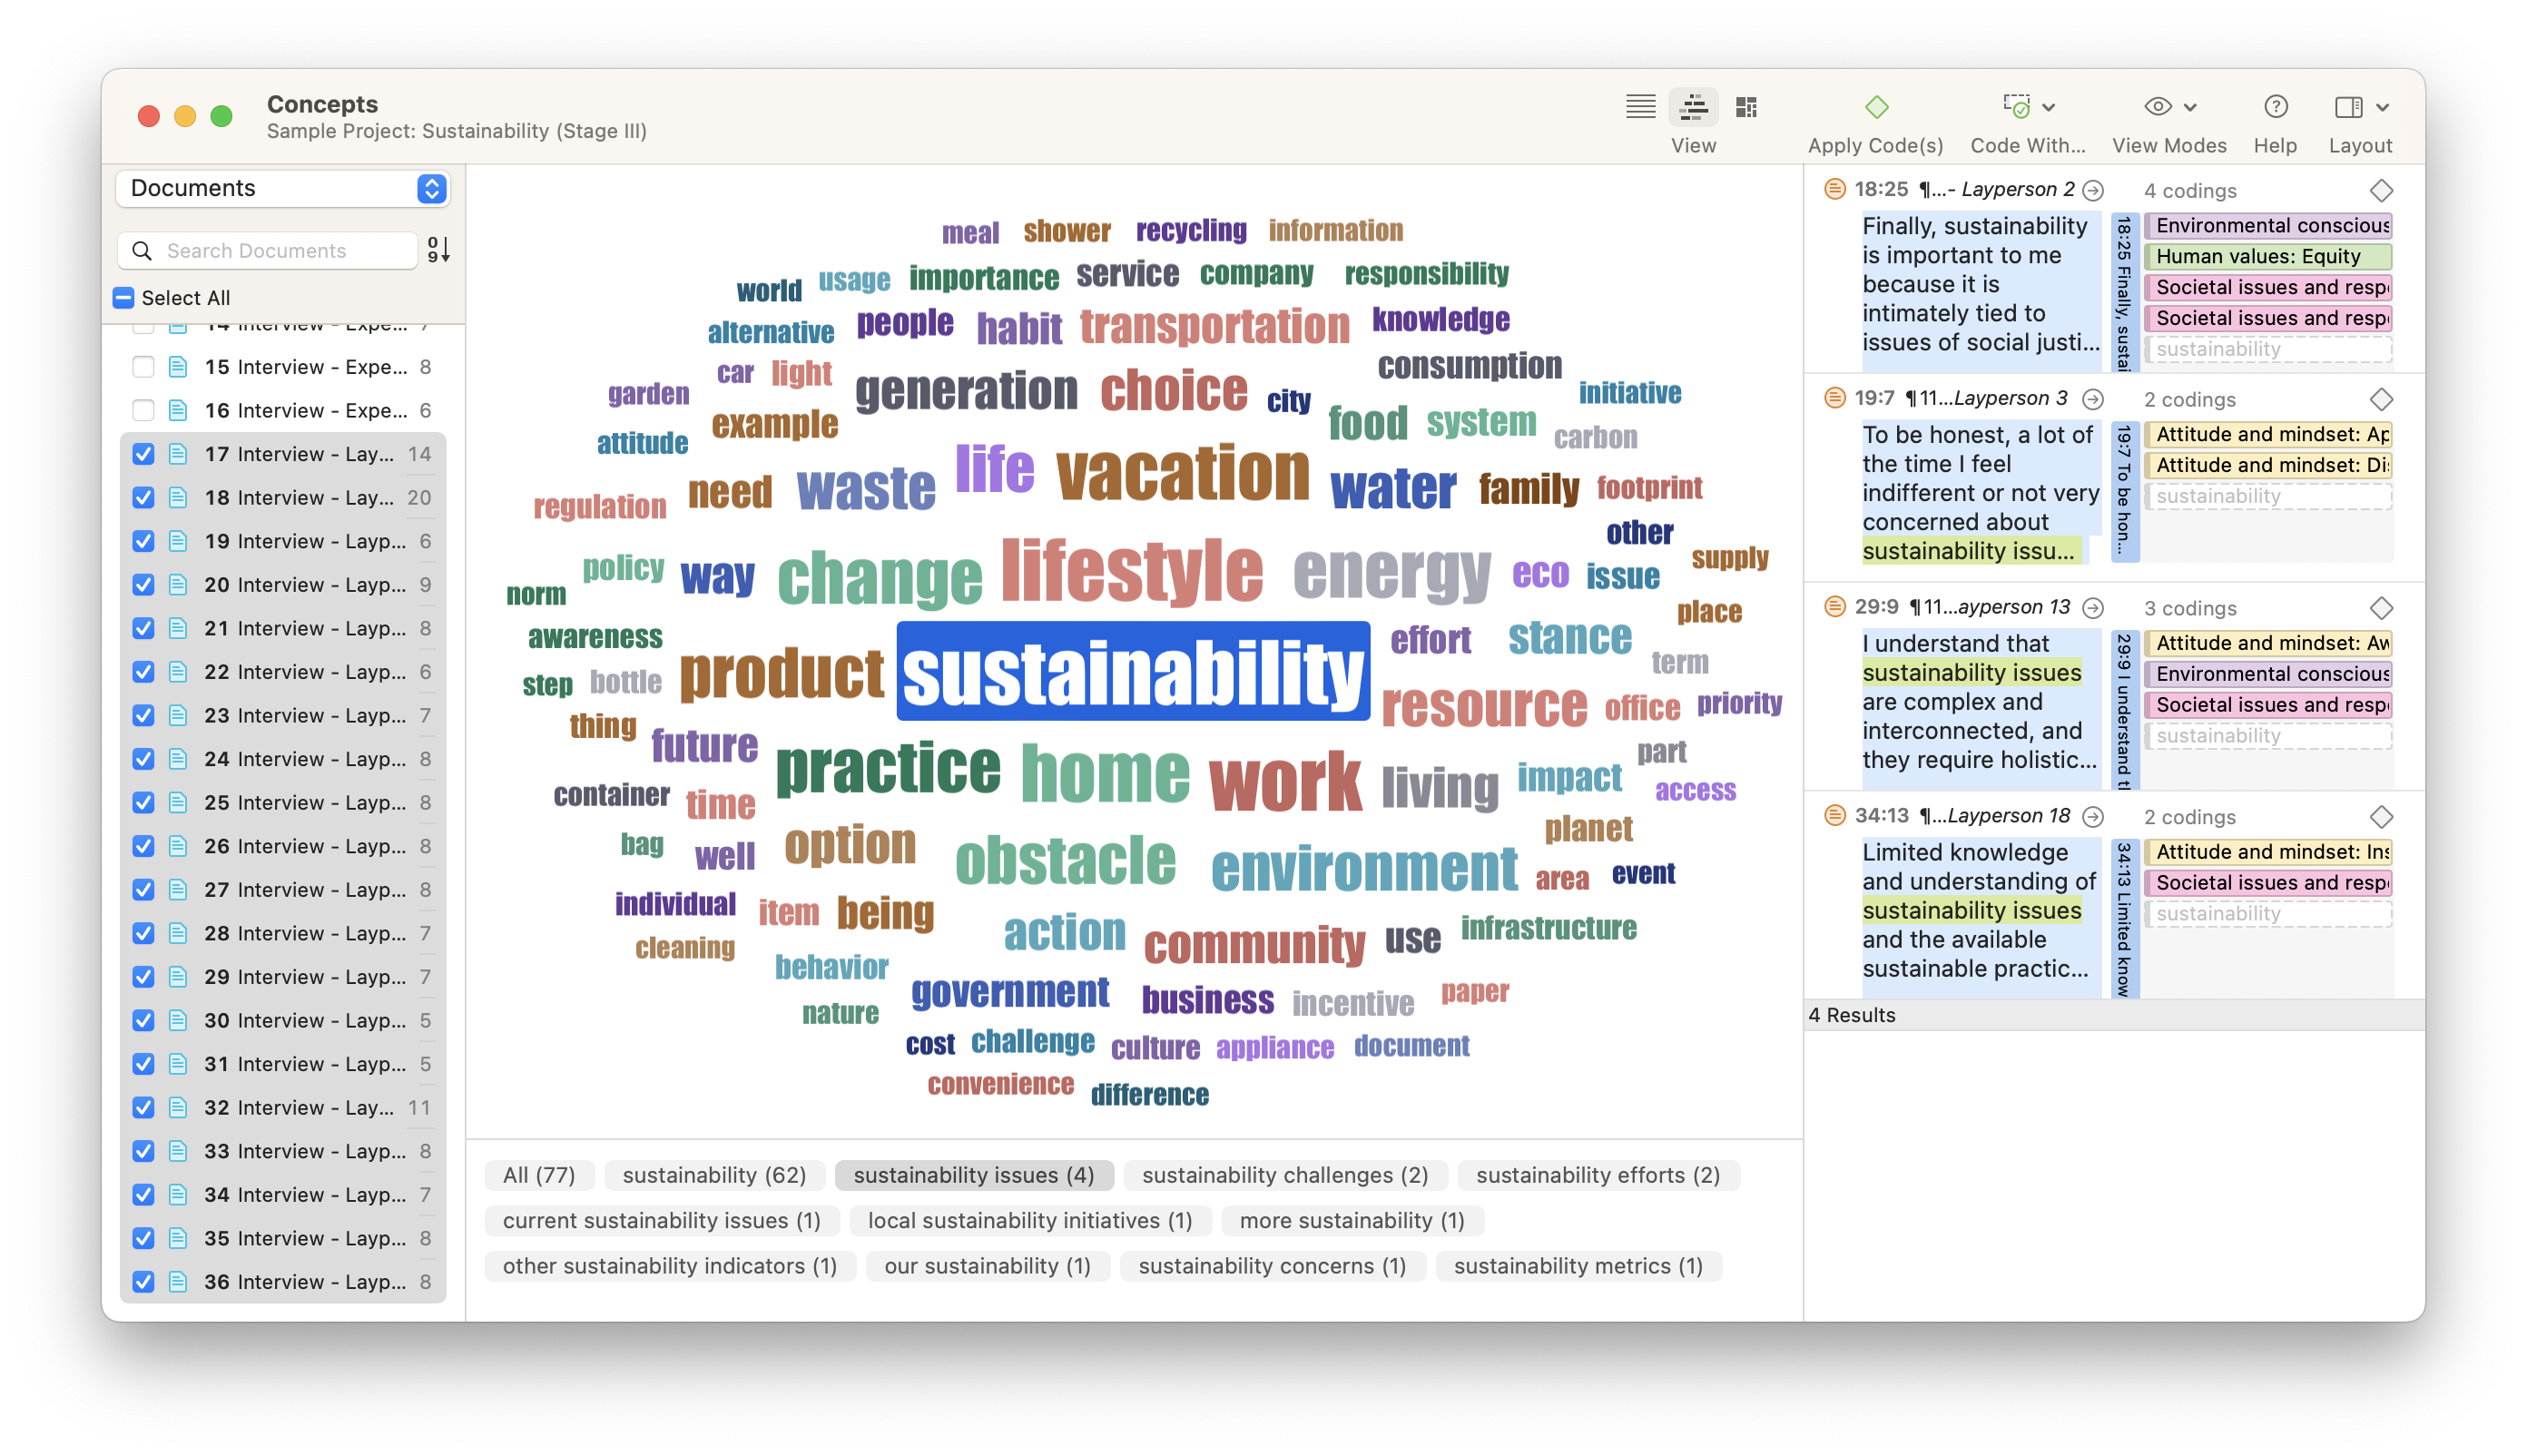 Concepts
Sample Project: Sustainability (Stage III)
View
Apply Code(s)
Code With...
View Modes
Help
Layout
Documents
Search Documents
0
9
Select All
14 Interview - Expe... 7
15 Interview - Expe... 8
16 Interview - Expe... 6
17 Interview - Lay... 14
18 Interview - Lay... 20
19 Interview - Layp... 6
20 Interview - Layp... 9
21 Interview - Layp... 8
22 Interview - Layp... 6
23 Interview - Layp... 7
24 Interview - Layp... 8
25 Interview - Layp... 8
26 Interview - Layp... 8
27 Interview - Layp... 8
28 Interview - Layp... 7
29 Interview - Layp... 7
30 Interview - Layp... 5
31 Interview - Layp... 5
32 Interview - Lay... 11
33 Interview - Layp... 8
34 Interview - Layp... 7
35 Interview - Layp... 8
36 Interview - Layp... 8
meal shower recycling information
world usage importance service company responsibility
alternative people habit transportation knowledge
car light generation choice city consumption
garden example food system initiative
attitude carbon
regulation need waste life vacation water family footprint
other
norm policy way change lifestyle energy eco issue supply
place
awareness effort stance
step bottle product sustainability term
thing resource office priority
future practice home work living impact part
container time access
bag well option obstacle environment planet
area event
individual item being
cleaning action community use infrastructure
behavior
nature government business incentive paper
cost challenge culture appliance document
convenience difference
All (77)
sustainability (62)
sustainability issues (4)
sustainability challenges (2)
sustainability efforts (2)
current sustainability issues (1)
local sustainability initiatives (1)
more sustainability (1)
other sustainability indicators (1)
our sustainability (1)
sustainability concerns (1)
sustainability metrics (1)
18:25 ¶...- Layperson 2
4 codings
Finally, sustainability
is important to me
because it is
intimately tied to
issues of social justi...
18:25 Finally, sustai
Environmental conscious
Human values: Equity
Societal issues and resp
Societal issues and resp
sustainability
19:7 ¶11...Layperson 3
2 codings
To be honest, a lot of
the time I feel
indifferent or not very
concerned about
sustainability issu...
19:7 To be hon...
Attitude and mindset: Ap
Attitude and mindset: Di
sustainability
29:9 ¶11...ayperson 13
3 codings
I understand that
sustainability issues
are complex and
interconnected, and
they require holistic...
29:9 I understand t
Attitude and mindset: Aw
Environmental conscious
Societal issues and resp
sustainability
34:13 ¶...Layperson 18
2 codings
Limited knowledge
and understanding of
sustainability issues
and the available
sustainable practic...
34:13 Limited know
Attitude and mindset: Ins
Societal issues and resp
sustainability
4 Results